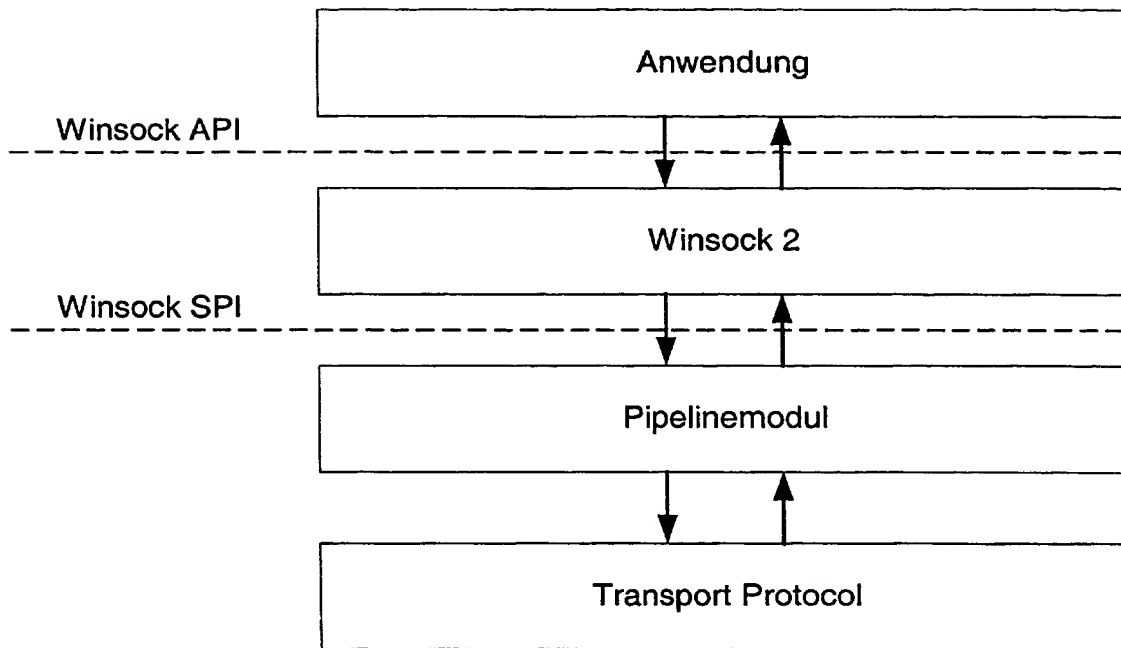 Anwendung
Winsock API
Winsock 2
Winsock SPI
Pipelinemodul
Transport Protocol